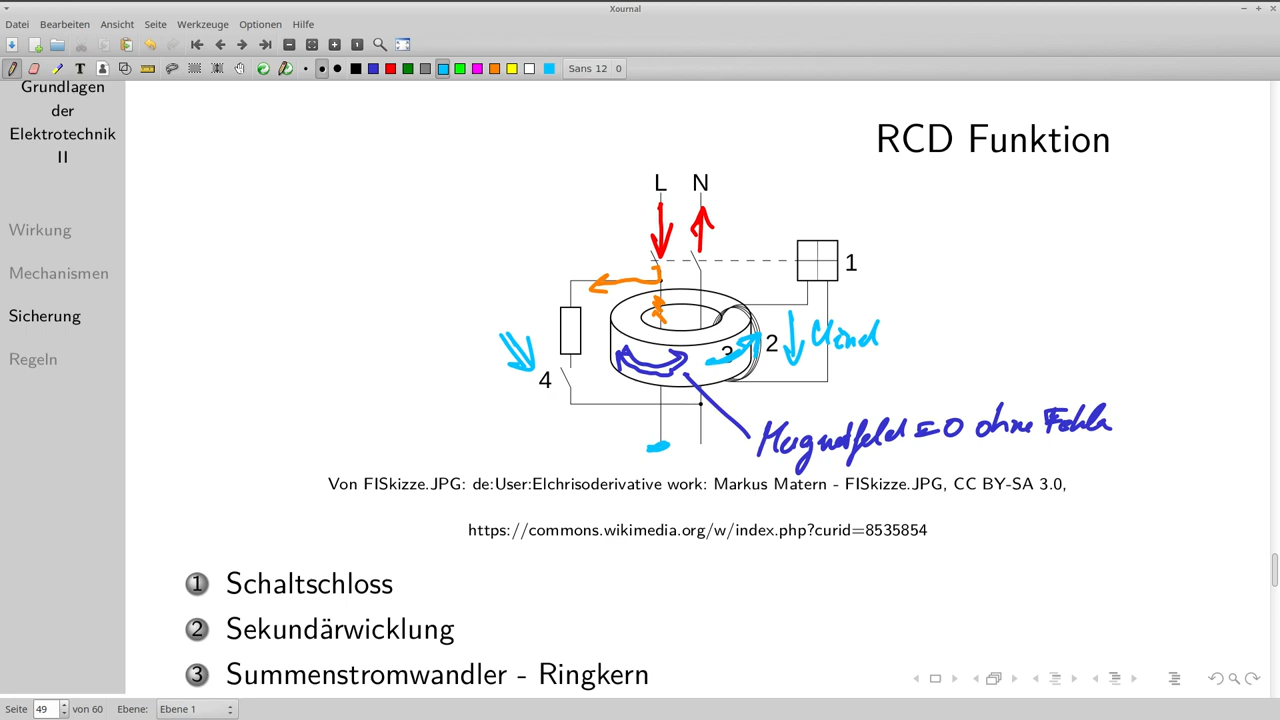 Xournal
Datei Bearbeiten Ansicht Seite Werkzeuge Optionen Hilfe
Sans 12 0
Grundlagen
der
Elektrotechnik
II
Wirkung
Mechanismen
Sicherung
Regeln
RCD Funktion
L N
1
2
3
4
Uind
Magnetfeld = 0 ohne Fehler
Von FISkizze.JPG: de:User:Elchrisoderivative work: Markus Matern - FISkizze.JPG, CC BY-SA 3.0,
https://commons.wikimedia.org/w/index.php?curid=8535854
1 Schaltschloss
2 Sekundärwicklung
3 Summenstromwandler - Ringkern
Seite 49 von 60 Ebene: Ebene 1